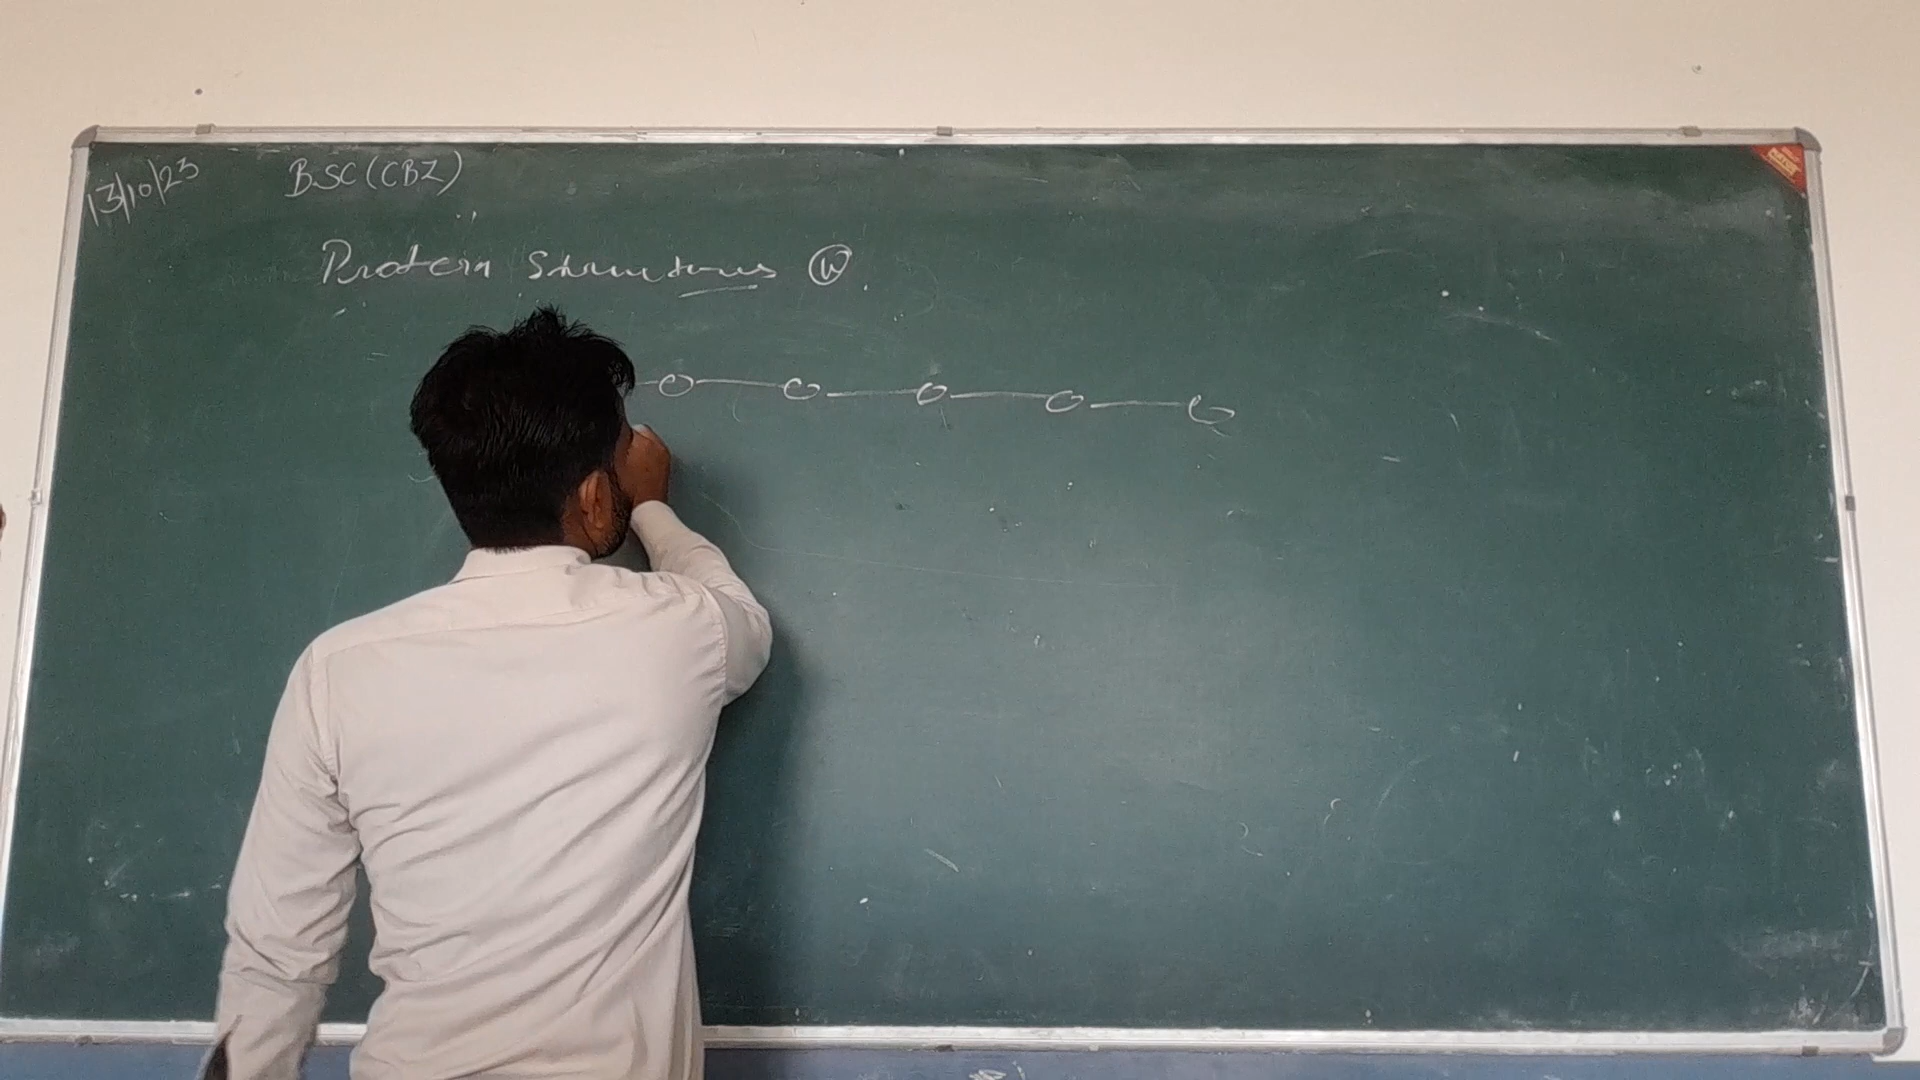 13/10/23
BSC (CBZ)
Protein Structures